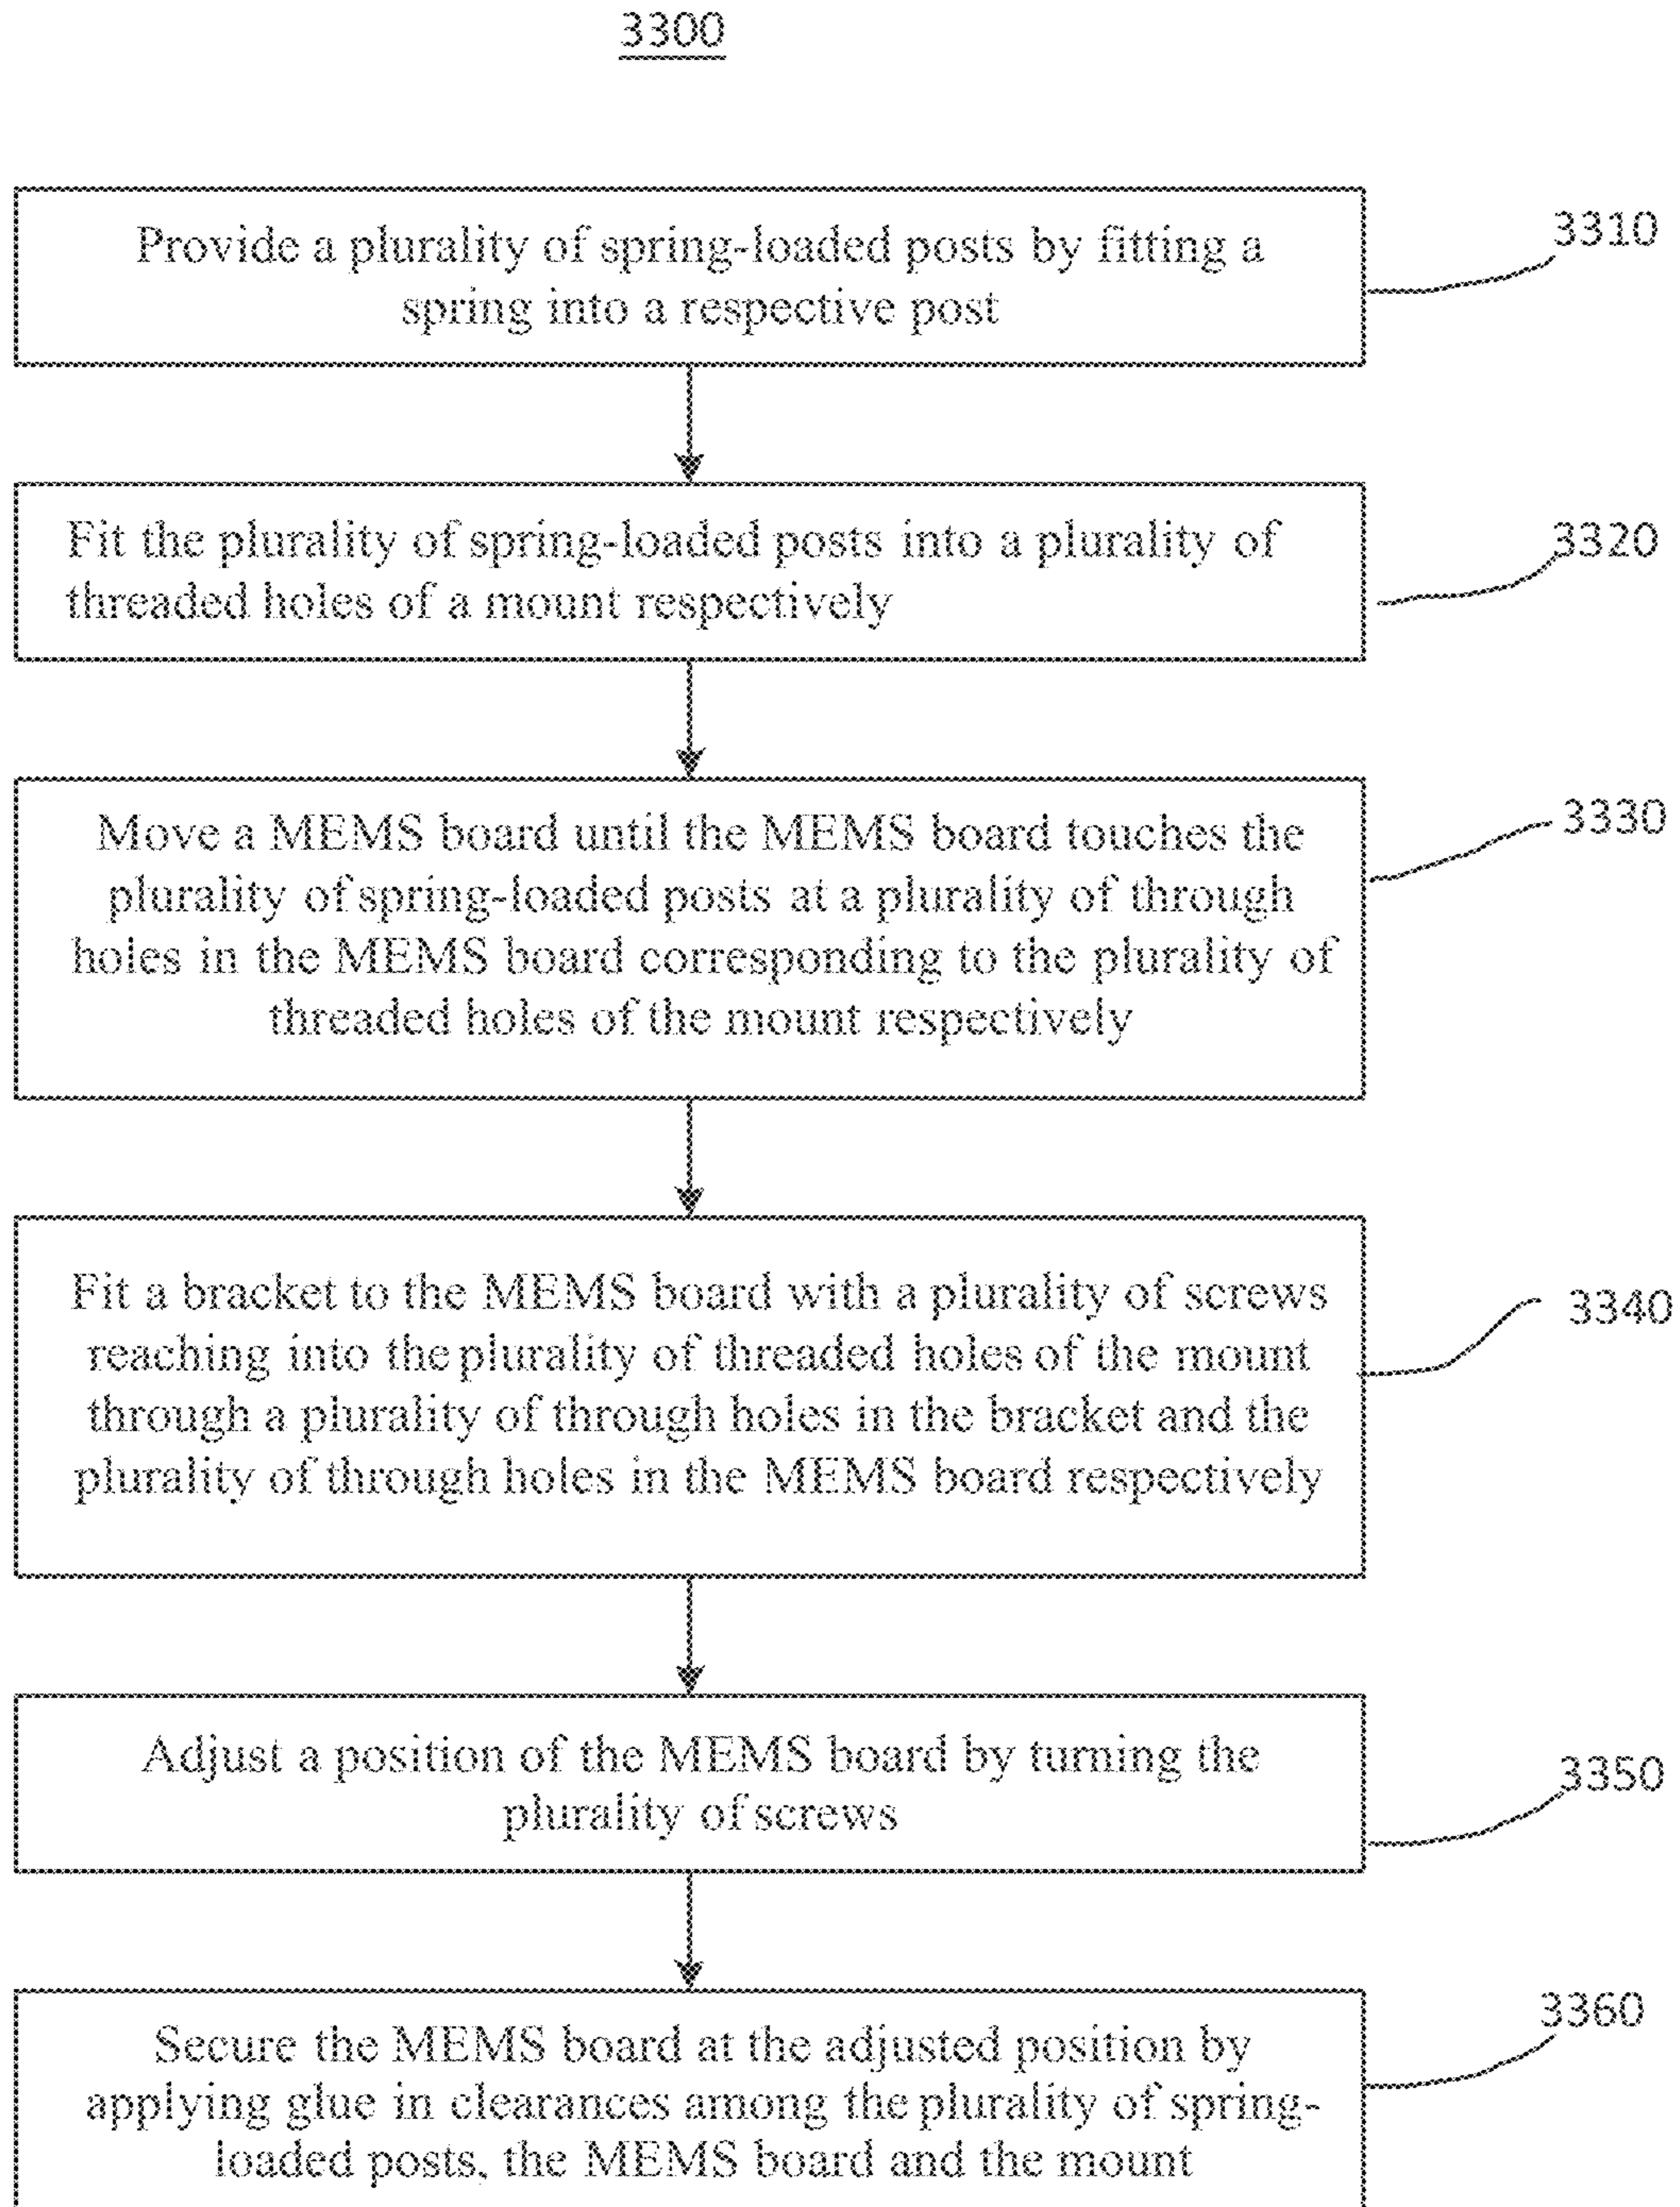 3300
Provide a plurality of spring-loaded posts by fitting a
spring into a respective post
3310
Fit the plurality of spring-loaded posts into a plurality of
threaded holes of a mount respectively
3320
Move a MEMS board until the MEMS board touches the
plurality of spring-loaded posts at a plurality of through
holes in the MEMS board corresponding to the plurality of
threaded holes of the mount respectively
3330
Fit a bracket to the MEMS board with a plurality of screws
reaching into the plurality of threaded holes of the mount
through a plurality of through holes in the bracket and the
plurality of through holes in the MEMS board respectively
3340
Adjust a position of the MEMS board by turning the
plurality of screws
3350
Secure the MEMS board at the adjusted position by
applying glue in clearances among the plurality of spring-
loaded posts, the MEMS board and the mount
3360